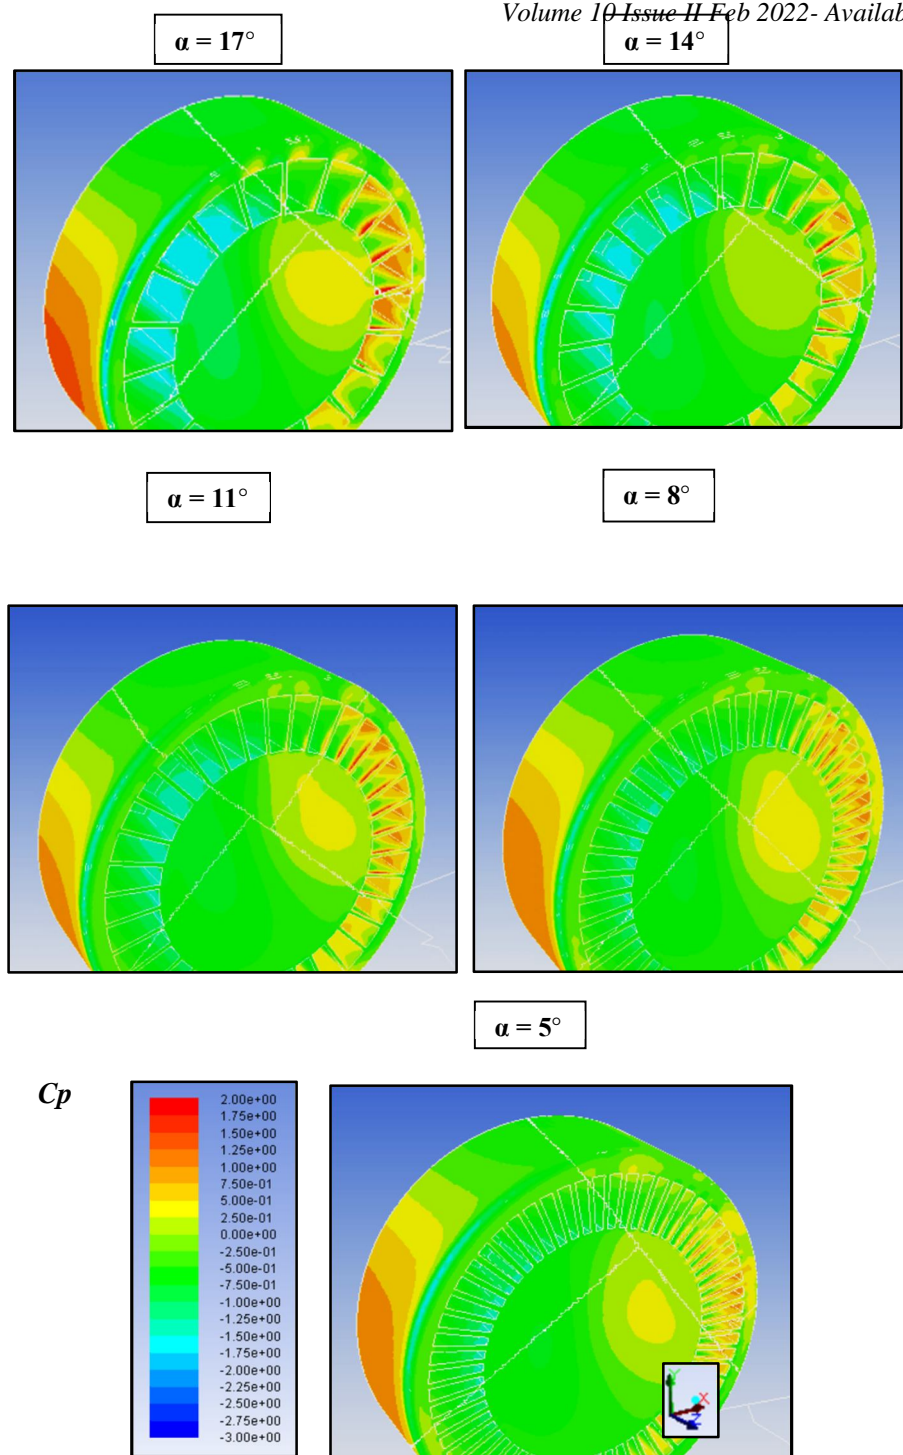 Volume 10 Issue II Feb 2022- Availab
α = 17°
α = 14°
α = 11°
α = 8°
α = 5°
Cp
2.00e+00
1.75e+00
1.50e+00
1.25e+00
1.00e+00
7.50e-01
5.00e-01
2.50e-01
0.00e+00
-2.50e-01
-5.00e-01
-7.50e-01
-1.00e+00
-1.25e+00
-1.50e+00
-1.75e+00
-2.00e+00
-2.25e+00
-2.50e+00
-2.75e+00
-3.00e+00
Y
X
Z